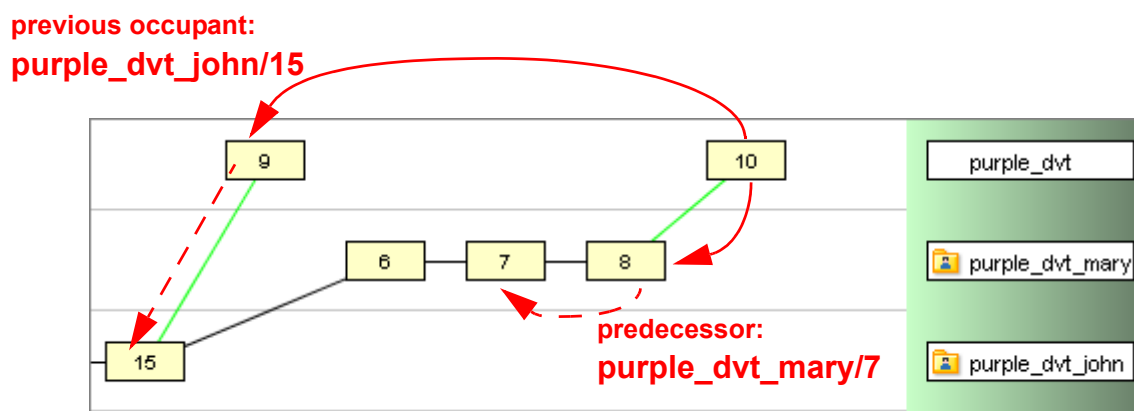 previous occupant:
purple_dvt_john/15
9
10
purple_dvt
6
7
8
purple_dvt_mary
predecessor:
purple_dvt_mary/7
15
purple_dvt_john